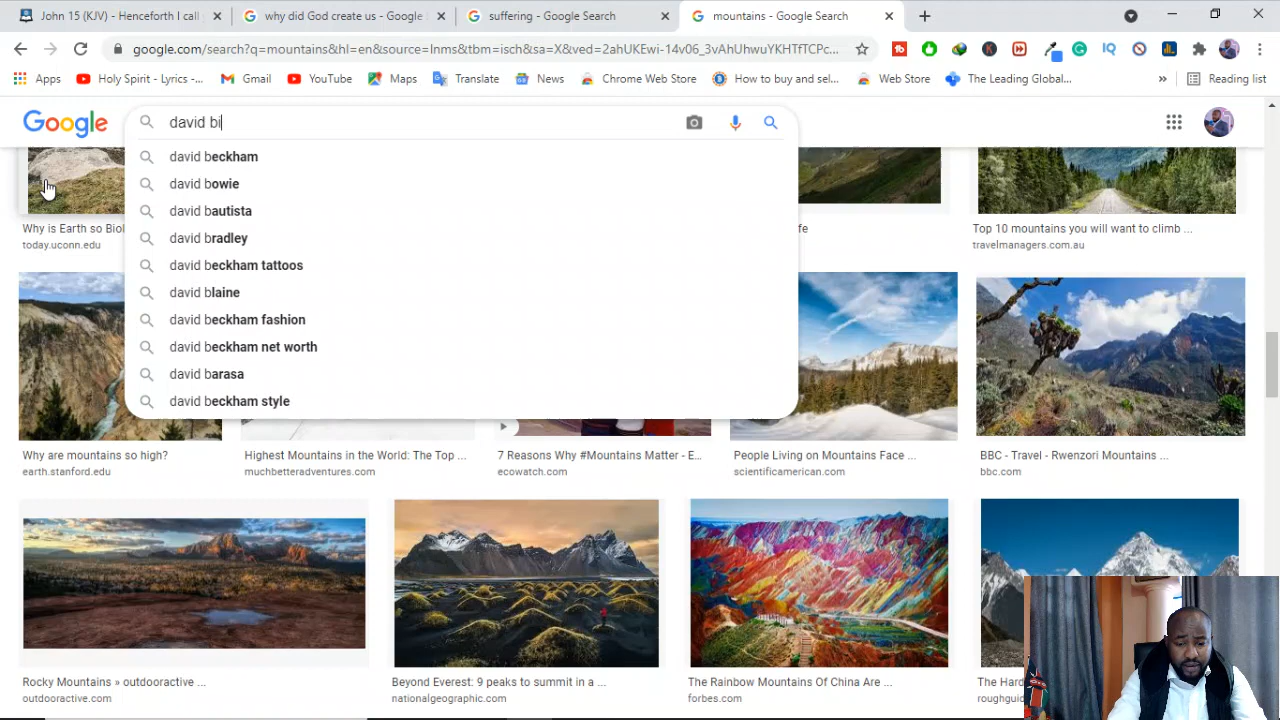 John 15 (KJV) - Henceforth I call y
why did God create us - Google S
suffering - Google Search
mountains - Google Search
google.com/search?q=mountains&hl=en&source=lnms&tbm=isch&sa=X&ved=2ahUKEwi-14v06_3vAhUhwuYKHTfTCPc...
Apps
Holy Spirit - Lyrics -...
Gmail
YouTube
Maps
Translate
News
Chrome Web Store
How to buy and sel...
Web Store
The Leading Global...
»
Reading list
Google
david bi
david beckham
david bowie
david bautista
david bradley
david beckham tattoos
david blaine
david beckham fashion
david beckham net worth
david barasa
david beckham style
Why is Earth so Biol
today.uconn.edu
fe
Top 10 mountains you will want to climb ...
travelmanagers.com.au
Why are mountains so high?
earth.stanford.edu
Highest Mountains in the World: The Top ...
muchbetteradventures.com
7 Reasons Why #Mountains Matter - E...
ecowatch.com
People Living on Mountains Face ...
scientificamerican.com
BBC - Travel - Rwenzori Mountains ...
bbc.com
Rocky Mountains » outdooractive ...
outdooractive.com
Beyond Everest: 9 peaks to summit in a ...
nationalgeographic.com
The Rainbow Mountains Of China Are ...
forbes.com
The Hard
roughguid